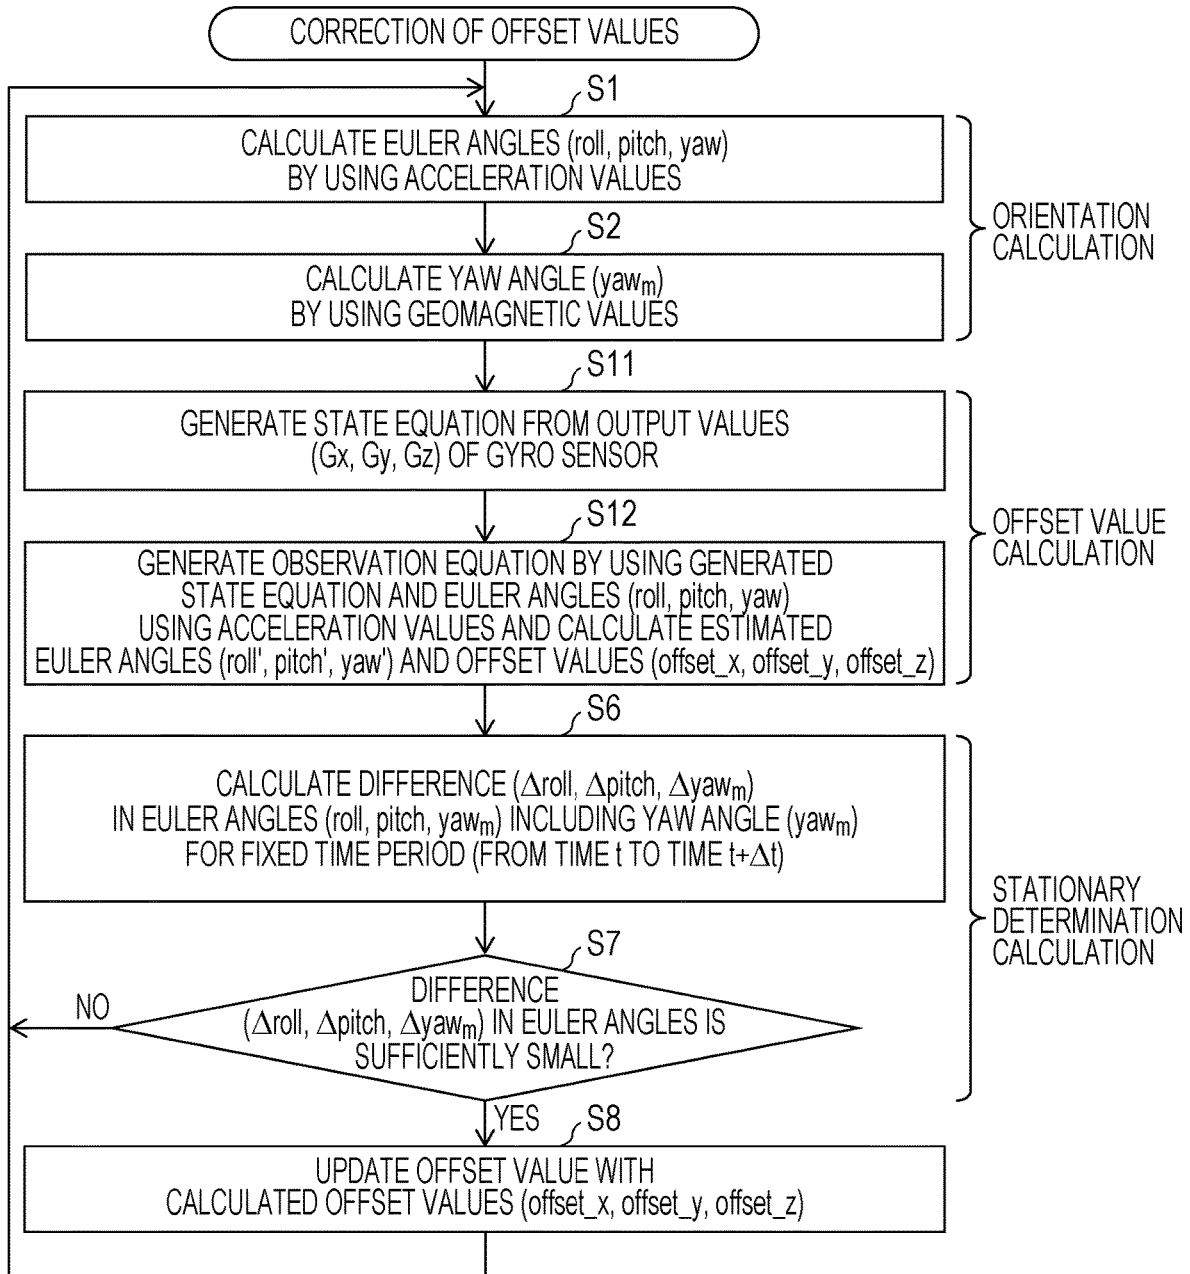 CORRECTION OF OFFSET VALUES
S1
CALCULATE EULER ANGLES (roll, pitch, yaw)
BY USING ACCELERATION VALUES
S2
CALCULATE YAW ANGLE (yawm)
BY USING GEOMAGNETIC VALUES
ORIENTATION
CALCULATION
S11
GENERATE STATE EQUATION FROM OUTPUT VALUES
(Gx, Gy, Gz) OF GYRO SENSOR
S12
GENERATE OBSERVATION EQUATION BY USING GENERATED
STATE EQUATION AND EULER ANGLES (roll, pitch, yaw)
USING ACCELERATION VALUES AND CALCULATE ESTIMATED
EULER ANGLES (roll', pitch', yaw') AND OFFSET VALUES (offset_x, offset_y, offset_z)
OFFSET VALUE
CALCULATION
S6
CALCULATE DIFFERENCE (Δroll, Δpitch, Δyawm)
IN EULER ANGLES (roll, pitch, yawm) INCLUDING YAW ANGLE (yawm)
FOR FIXED TIME PERIOD (FROM TIME t TO TIME t+Δt)
S7
DIFFERENCE
(Δroll, Δpitch, Δyawm) IN EULER ANGLES IS
SUFFICIENTLY SMALL?
NO
YES
STATIONARY
DETERMINATION
CALCULATION
S8
UPDATE OFFSET VALUE WITH
CALCULATED OFFSET VALUES (offset_x, offset_y, offset_z)